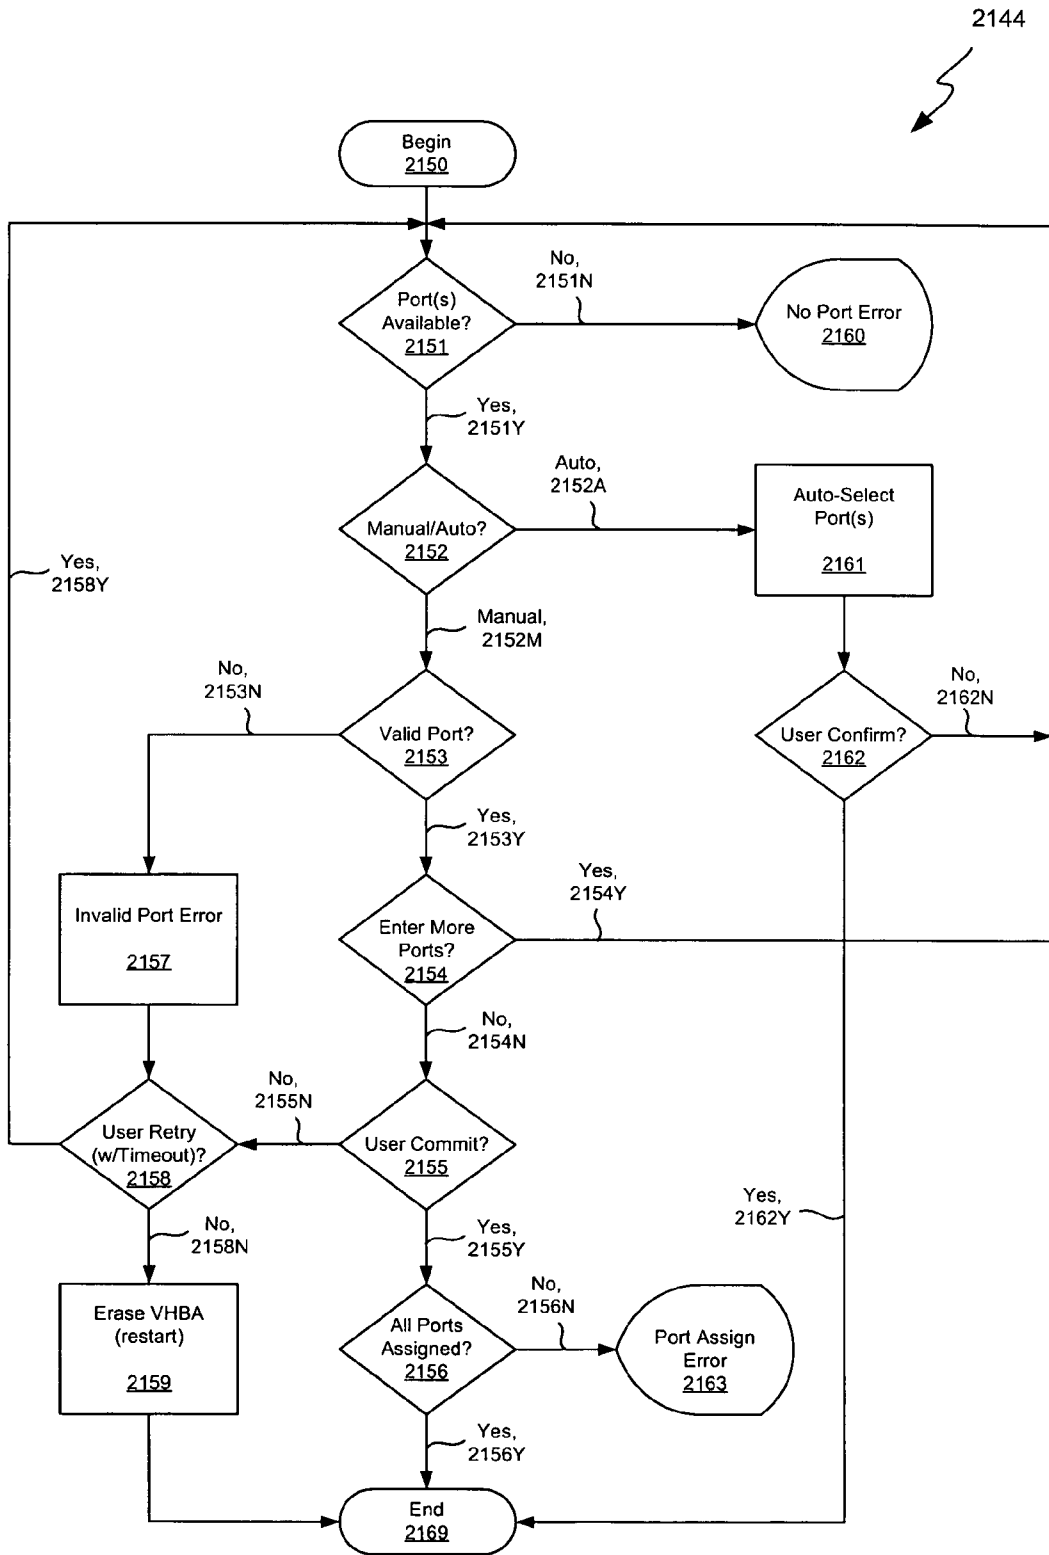 2144
Begin
2150
No,
2151N
Port(s)
Available?
2151
No Port Error
2160
Yes,
2151Y
Auto,
2152A
Manual/Auto?
2152
Auto-Select
Port(s)
2161
Yes,
2158Y
Manual,
2152M
No,
2153N
No,
2162N
Valid Port?
2153
User Confirm?
2162
Yes,
2153Y
Yes,
2154Y
Invalid Port Error
2157
Enter More
Ports?
2154
No,
2154N
No,
2155N
User Retry
(w/Timeout)?
2158
User Commit?
2155
Yes,
2162Y
No,
2158N
Yes,
2155Y
No,
2156N
Erase VHBA
(restart)
2159
All Ports
Assigned?
2156
Port Assign
Error
2163
Yes,
2156Y
End
2169